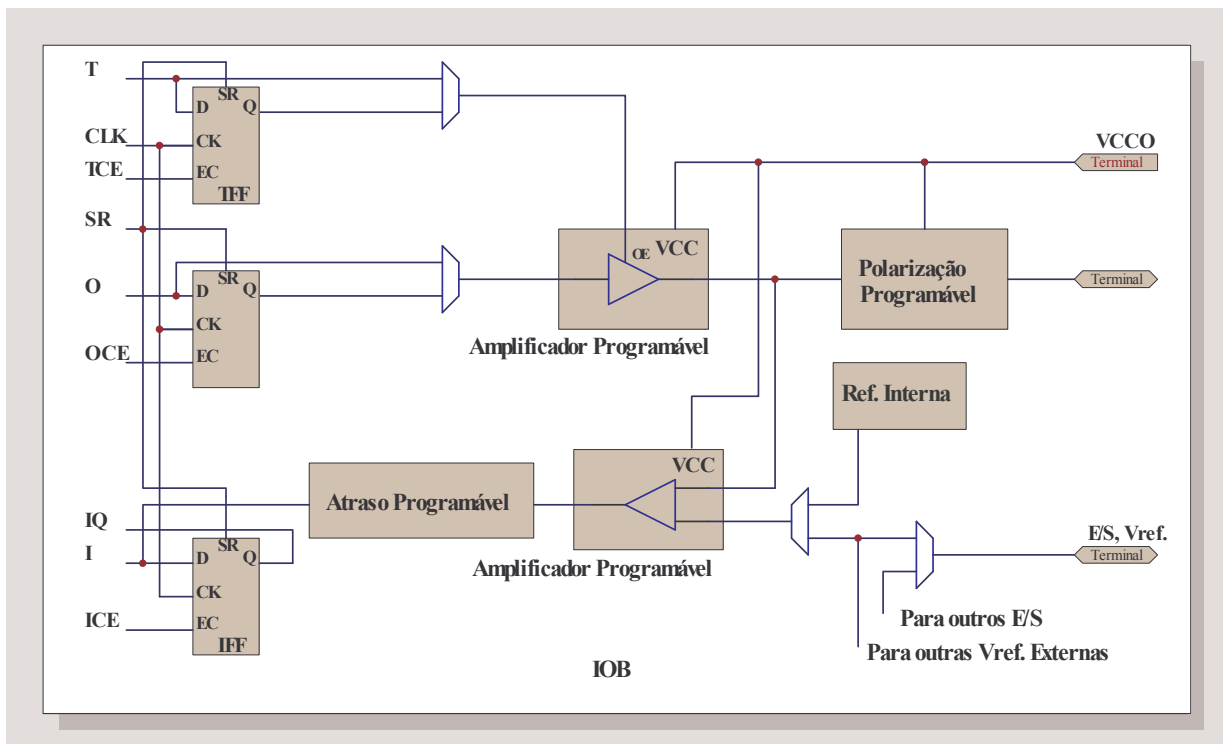 T
SR
D
Q
CLK
CK
TCE
EC
TFF
VCCO
Terminal
SR
OE VCC
SR
O
D
Q
CK
OCE
EC
Amplificador Programável
Polarização
Programável
Terminal
Ref. Interna
VCC
Atraso Programável
Amplificador Programável
IQ
I
SR
D
Q
CK
ICE
EC
IFF
E/S, Vref.
Terminal
Para outros E/S
Para outras Vref. Externas
IOB